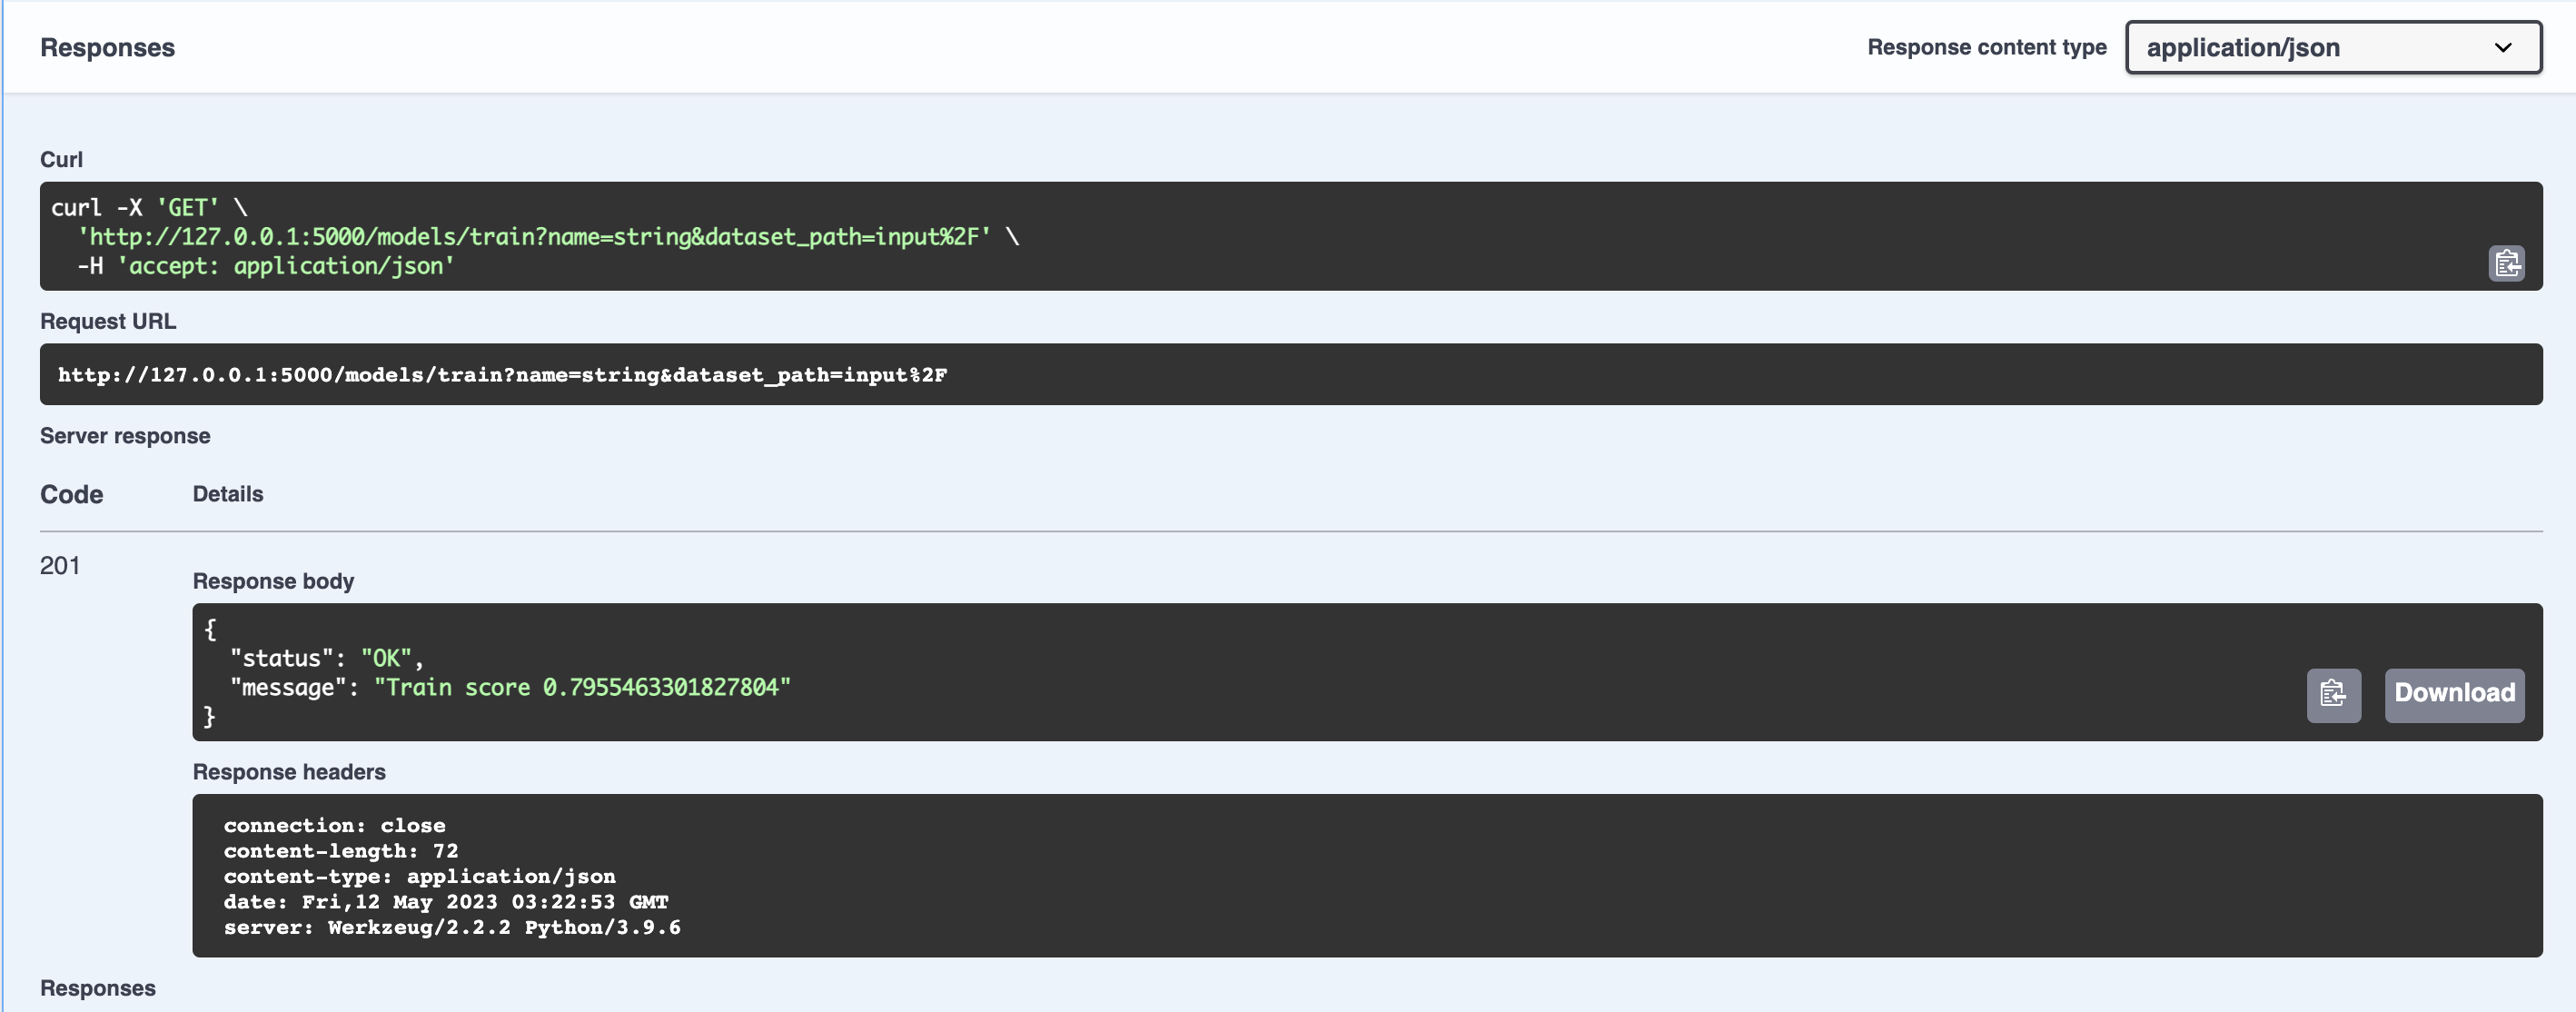 Responses
Response content type
application/json
Curl
curl -X 'GET' \
'http://127.0.0.1:5000/models/train?name=string&dataset_path=input%2F' \
-H 'accept: application/json'
Request URL
http://127.0.0.1:5000/models/train?name=string&dataset_path=input%2F
Server response
Code Details
201
Response body
{
"status": "OK",
"message": "Train score 0.7955463301827804"
}
Download
Response headers
connection: close
content-length: 72
content-type: application/json
date: Fri,12 May 2023 03:22:53 GMT
server: Werkzeug/2.2.2 Python/3.9.6
Responses